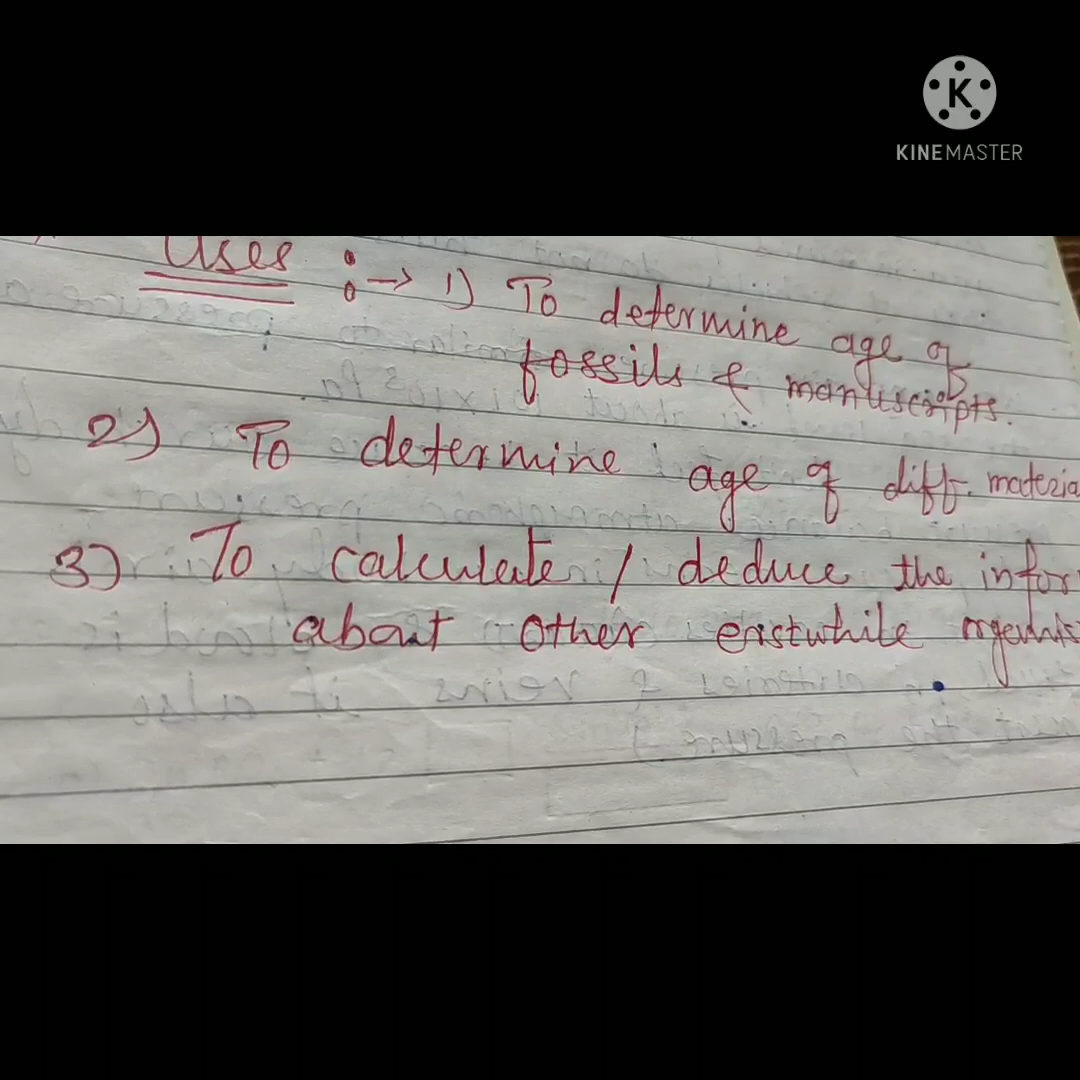 KINEMASTER
Uses :→ 1) To determine age of
fossils & manuscripts.
2) To determine age of diff. materia
3) To calculate / deduce the infor
about other erstwhile organis